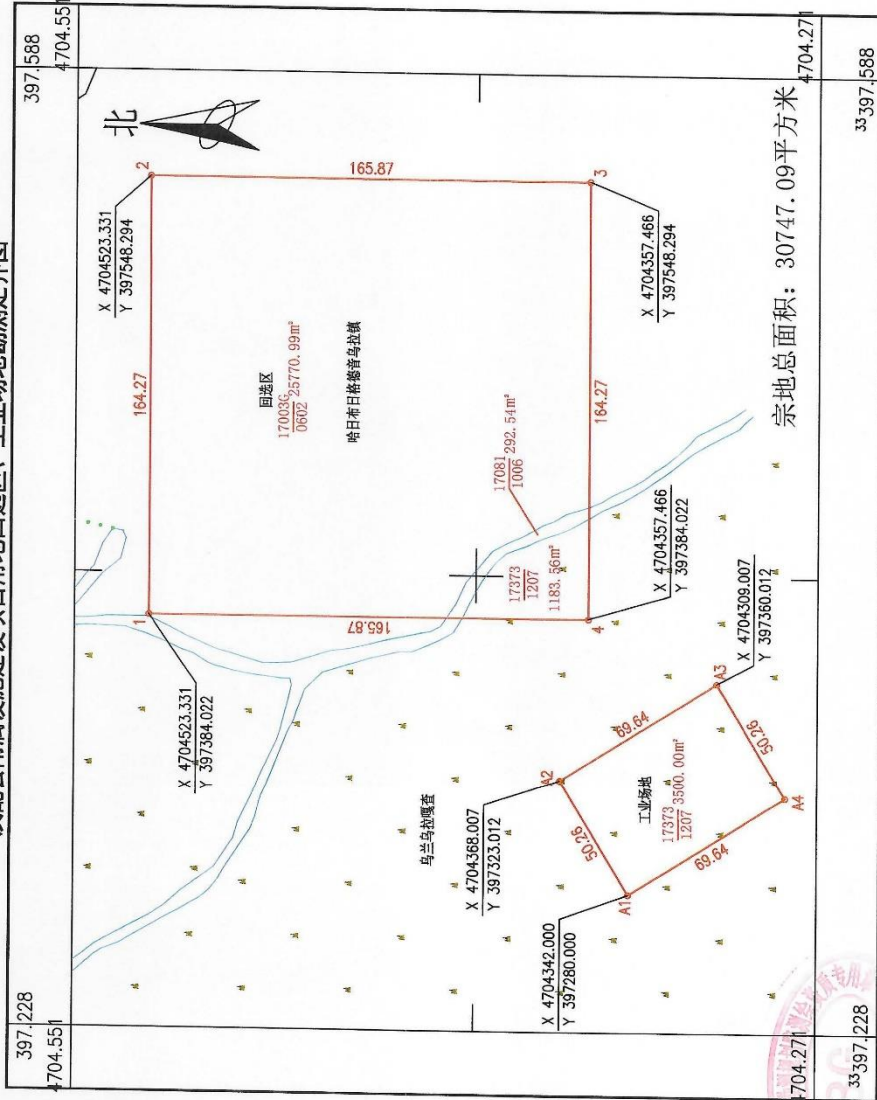 397.228
397.588
4704.551
4704.551
北
1
2
164.27
X 4704523.331
Y 397384.022
X 4704523.331
Y 397548.294
165.87
165.87
回选区
17003G
0602
25770.99m²
哈日布日格德音乌拉镇
17081
1006
292.54m²
17373
1207
1183.56m²
乌兰乌拉嘎查
4
3
164.27
X 4704357.466
Y 397384.022
X 4704357.466
Y 397548.294
X 4704368.007
Y 397323.012
A2
X 4704342.000
Y 397280.000
A1
50.26
69.64
工业场地
17373
1207
3500.00m²
69.64
50.26
A3
A4
X 4704309.007
Y 397360.012
宗地总面积：30747.09平方米
4704.271
4704.271
33397.228
33397.588